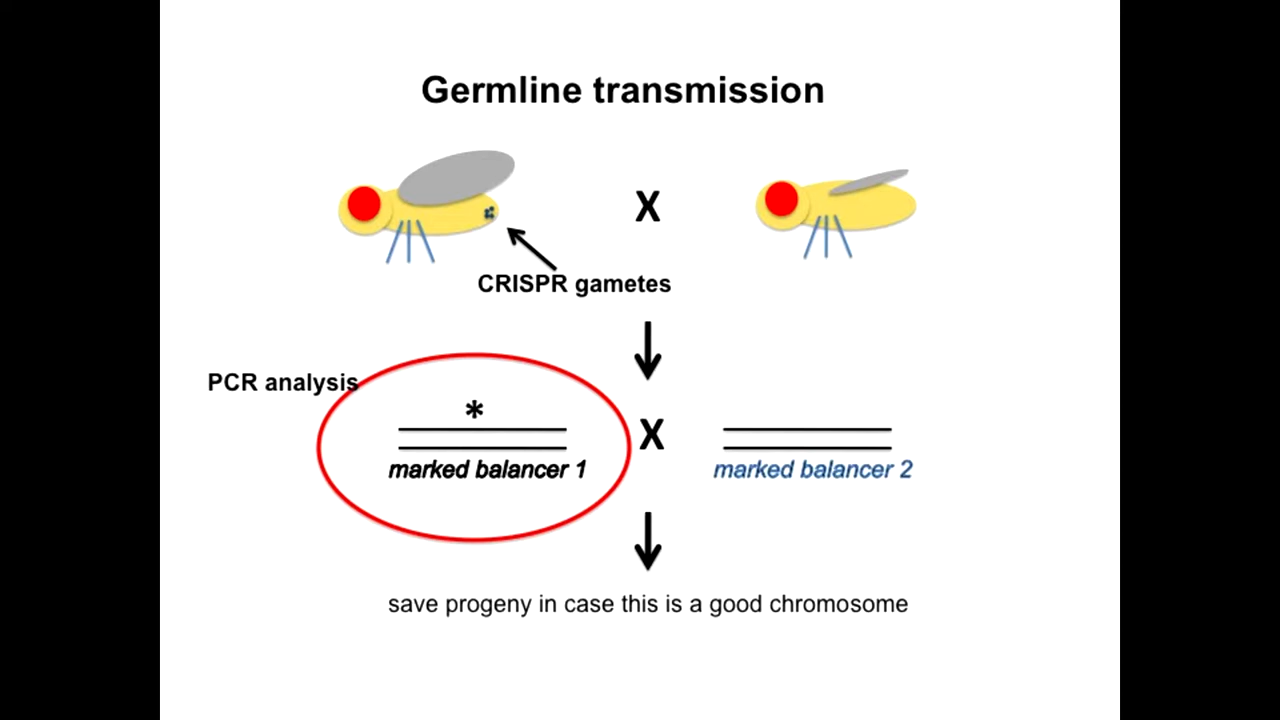 Germline transmission
X
CRISPR gametes
PCR analysis
*
X
marked balancer 1
marked balancer 2
save progeny in case this is a good chromosome